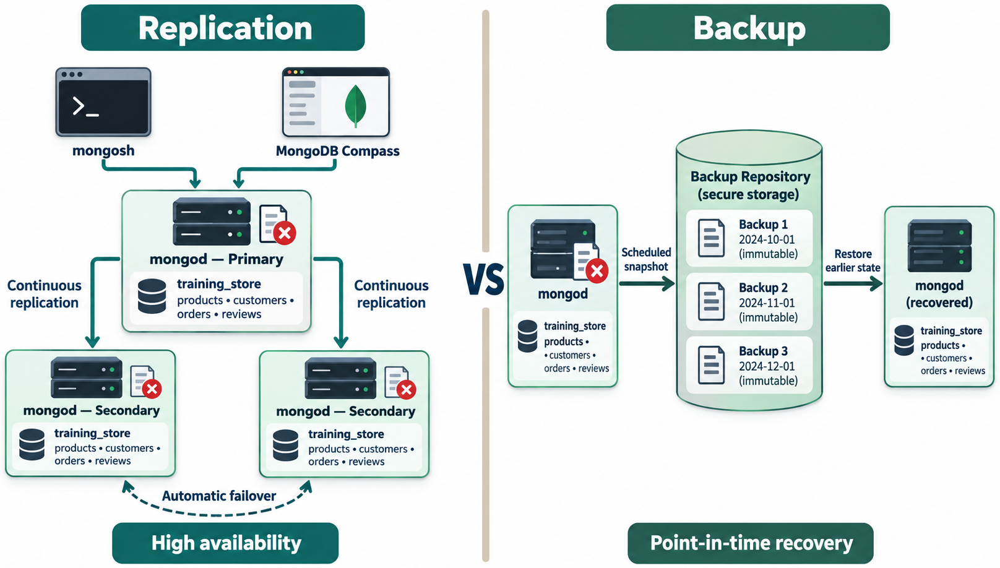 Replication
mongosh
MongoDB Compass
mongod — Primary
training_store
products • customers •
orders • reviews
Continuous
replication
Continuous
replication
mongod — Secondary
training_store
products • customers •
orders • reviews
mongod — Secondary
training_store
products • customers •
orders • reviews
Automatic failover
High availability
VS
Backup
mongod
training_store
products •
• customers •
orders • reviews
Scheduled
snapshot
Backup Repository
(secure storage)
Backup 1
2024-10-01
(immutable)
Backup 2
2024-11-01
(immutable)
Backup 3
2024-12-01
(immutable)
Restore
earlier state
mongod
(recovered)
training_store
products •
• customers •
orders • reviews
Point-in-time recovery